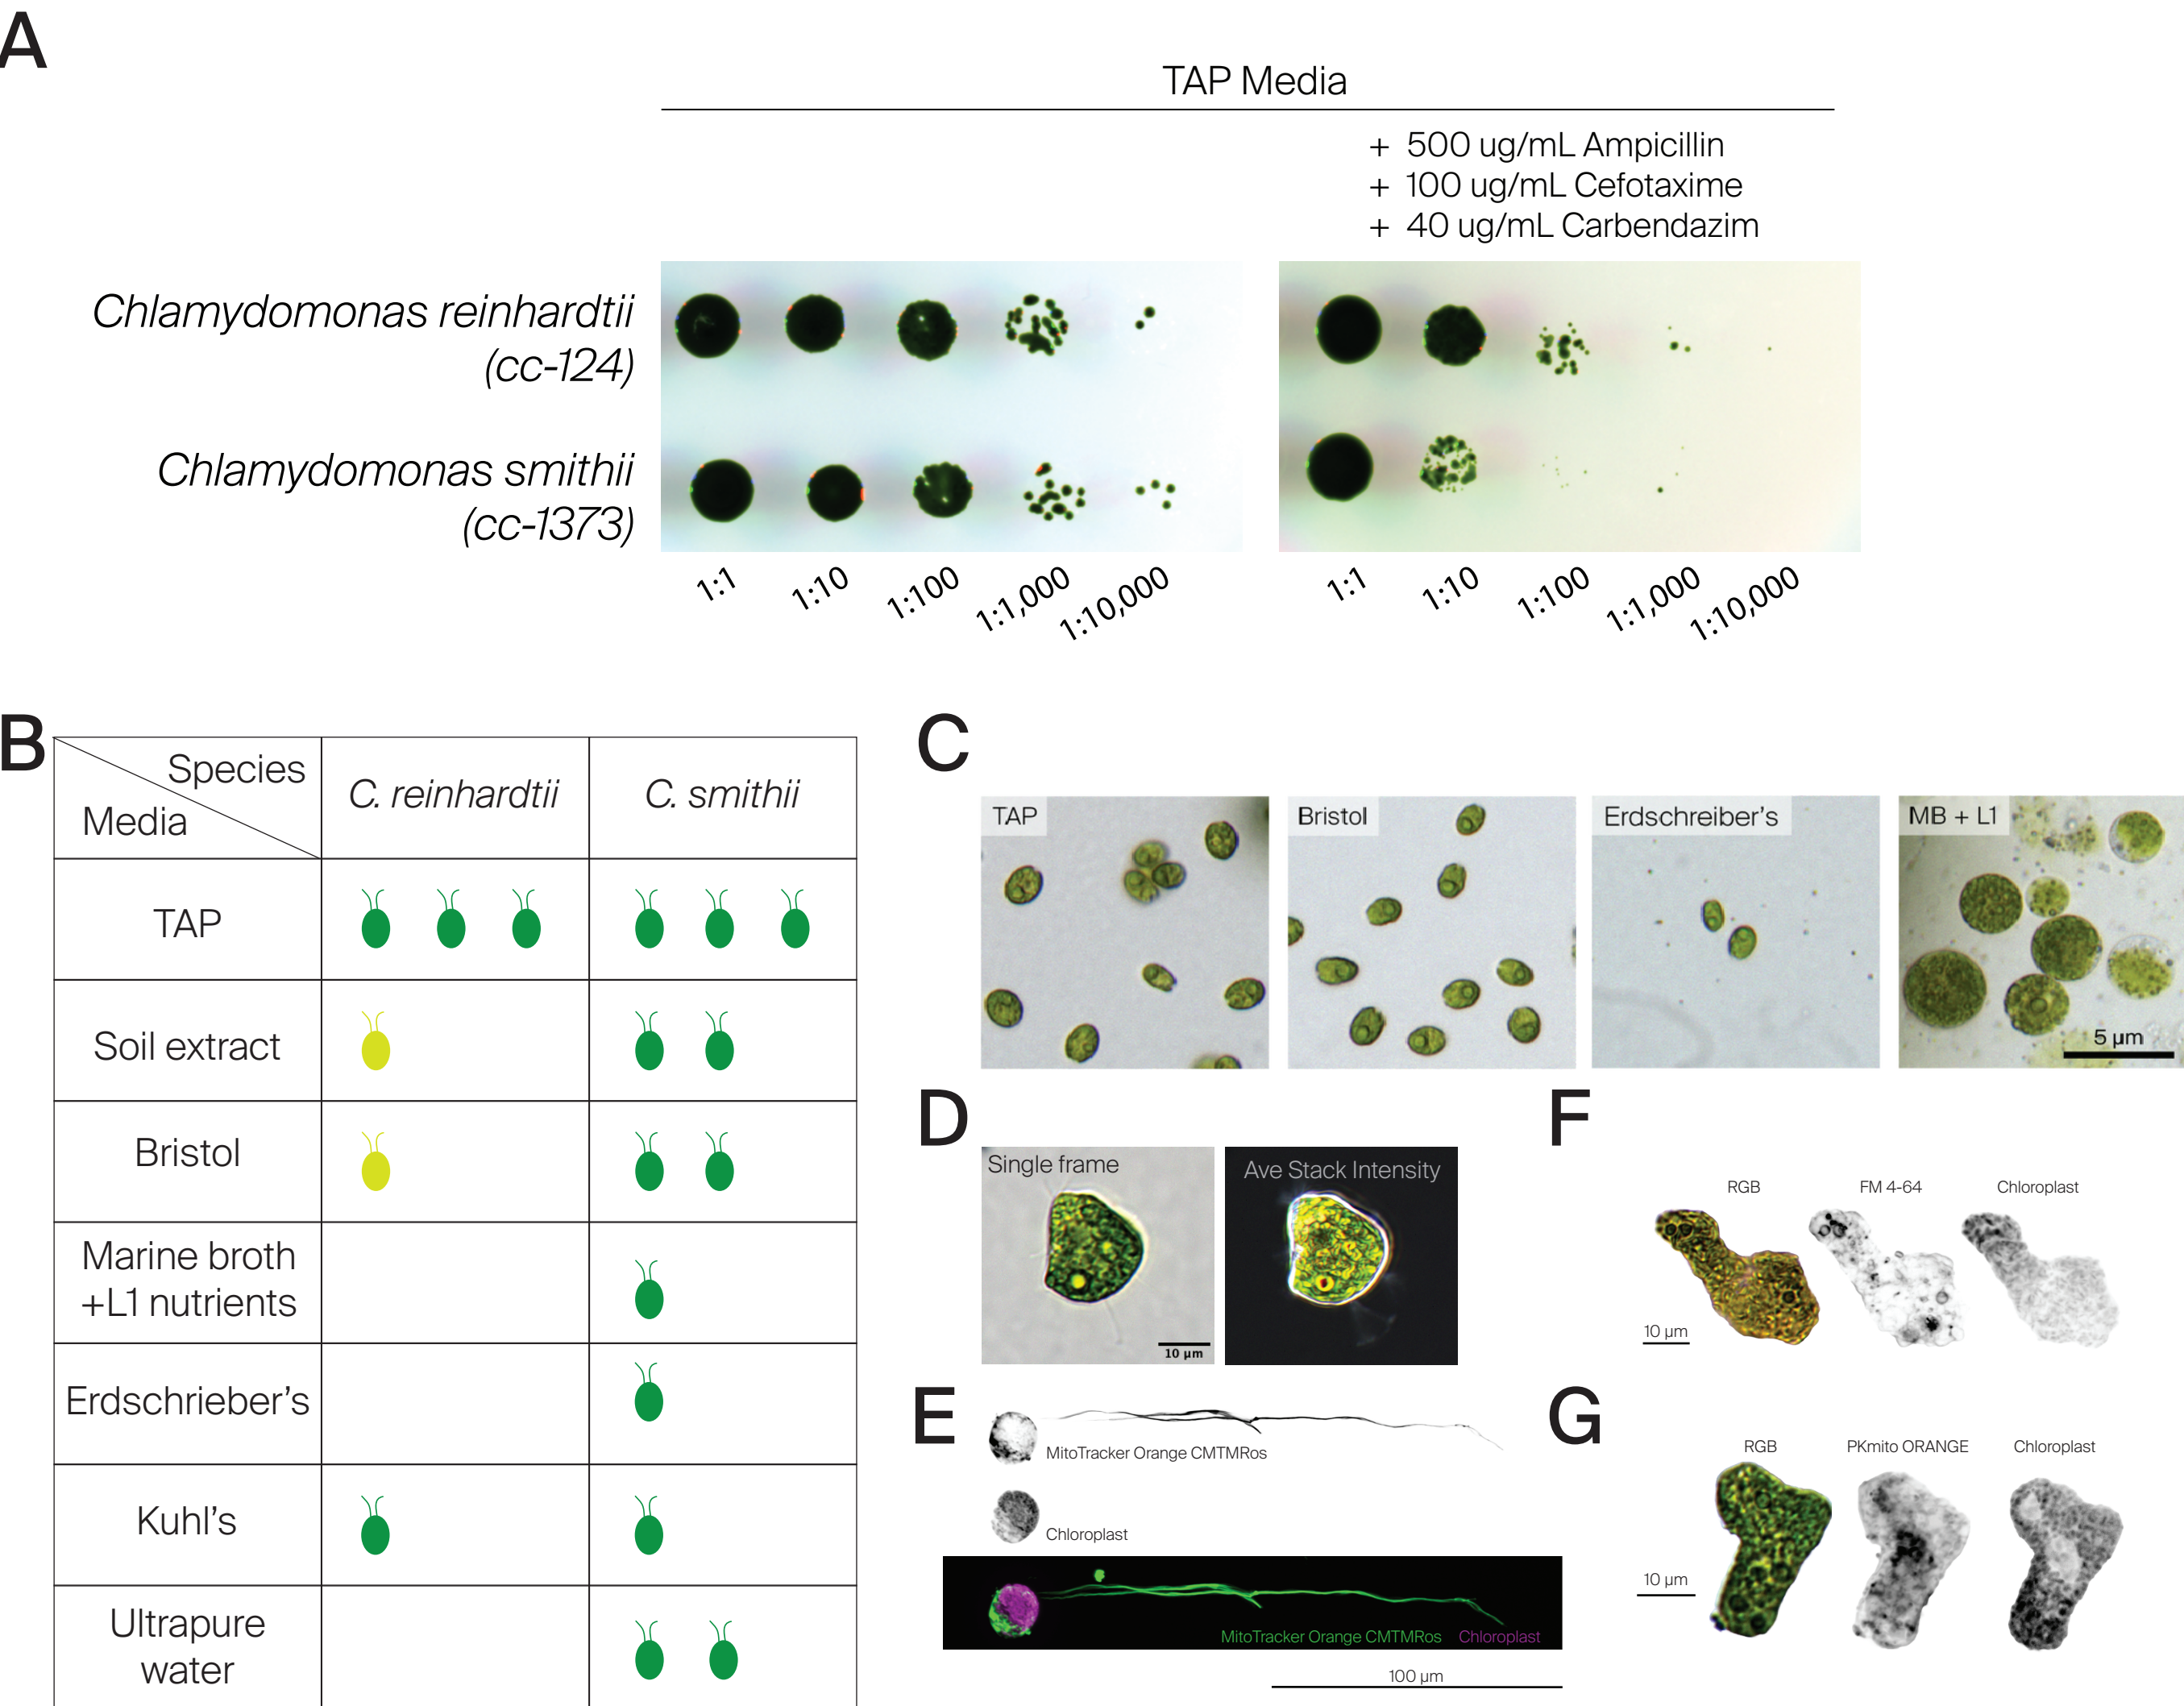 A
TAP Media
+ 500 ug/mL Ampicillin
+ 100 ug/mL Cefotaxime
+ 40 ug/mL Carbendazim
Chlamydomonas reinhardtii
(cc-124)
Chlamydomonas smithii
(cc-1373)
1:1
1:10
1:100
1:1,000
1:10,000
1:1
1:10
1:100
1:1,000
1:10,000
B
Species
Media
C. reinhardtii
C. smithii
TAP
Soil extract
Bristol
Marine broth
+L1 nutrients
Erdschrieber's
Kuhl's
Ultrapure
water
C
TAP
Bristol
Erdschreiber's
MB + L1
5 µm
D
Single frame
10 µm
Ave Stack Intensity
E
MitoTracker Orange CMTMRos
Chloroplast
MitoTracker Orange CMTMRos Chloroplast
100 µm
F
RGB
FM 4-64
Chloroplast
10 µm
G
RGB
PKmito ORANGE
Chloroplast
10 µm